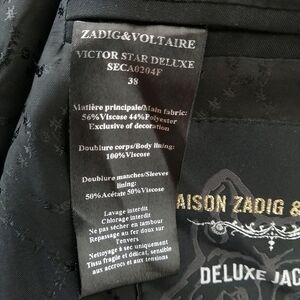 ZADIG&VOLTAIRE
VICTOR STAR DELUXE
SECA0204F
38
Matière principale/Main fabric:
56%Viscose 44%Polyester
Exclusive of decoration
Doublure corps/Body lining:
100%Viscose
Doublure manches/Sleeves
lining:
50%Acétate 50%Viscose
Lavage interdit
Chlorage interdit
Ne pas sécher en tambour
Repassage au fer doux sur
l'envers
Nettoyage à sec uniquement
Tissu fragile et délicat, sensible
aux accrocs et aux tensions
AISON ZADIG &
DELUXE JAC